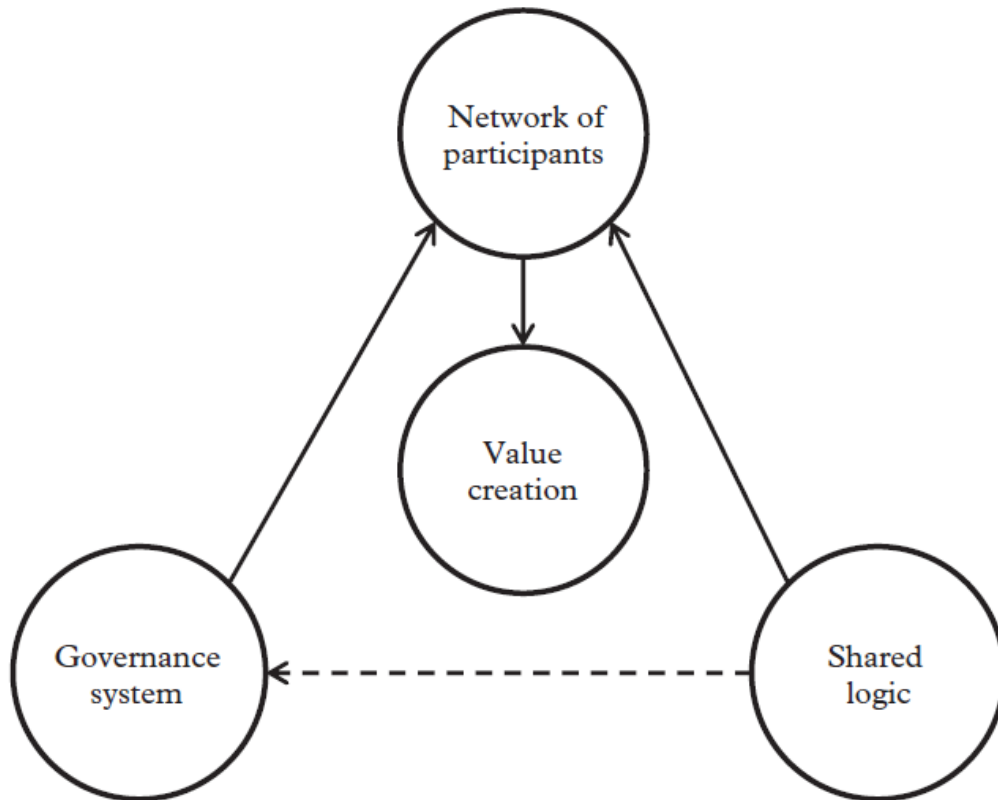 Network of
participants
Value
creation
Governance
system
Shared
logic